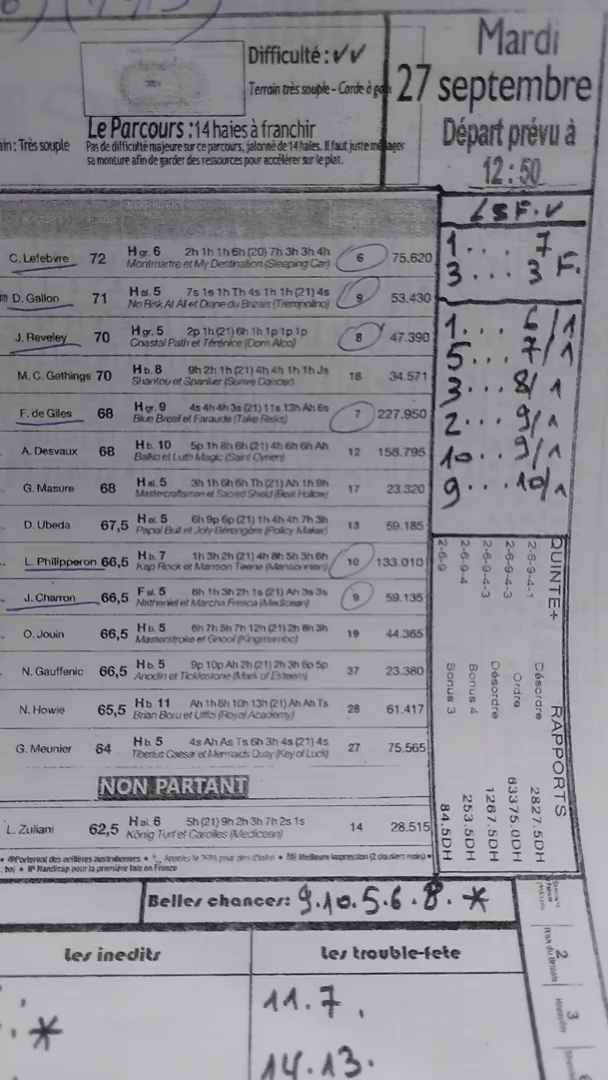 Difficulté : ✓✓
Terrain très souple - Corde à ga
Mardi
27 septembre
Départ prévu à
12:50
Le Parcours : 14 haies à franchir
ain : Très souple
Pas de difficulté majeure sur ce parcours, jalonné de 14 haies. Il faut juste ménager
sa monture afin de garder des ressources pour accélérer sur le plat.
C. Lefebvre 72 H gr. 6 2h 1h 1h 6h (20) 7h 3h 3h 4h 6 75.620
Montmartre et My Destination (Sleeping Car)
D. Gallon 71 H al. 5 7s 1s 1h Th 4s 1h 1h (21) 4s 9 53.430
No Risk At All et Diane du Brizais (Trempolino)
J. Reveley 70 H gr. 5 2p 1h (21) 6h 1h 1p 1p 1p 8 47.390
Coastal Path et Térénice (Dom Alco)
M. C. Gethings 70 H b. 8 9h 2h 1h (21) 4h 4h 1h 1h Js 16 34.571
Shantou et Spanker (Suave Dancer)
F. de Giles 68 H gr. 9 4s 4h 4h 3s (21) 11s 13h Ah 6s 7 227.950
Blue Bresil et Faraude (Take Risks)
A. Desvaux 68 H b. 10 5p 1h 8h 6h (21) 4h 6h 6h Ah 12 158.795
Balko et Luth Magic (Saint Cyrien)
G. Masure 68 H al. 5 3h 1h 6h 6h Th (21) Ah 1h 9h 17 23.320
Mastercraftsman et Sacred Shield (Beat Hollow)
D. Ubeda 67,5 H al. 5 6h 9p 6p (21) 1h 4h 4h 7h 3h 13 59.185
Papal Bull et Joly Bérengère (Policy Maker)
L. Philipperon 66,5 H b. 7 1h 3h 2h (21) 4h 8h 5h 3h 6h 10 133.010
Kap Rock et Manson Teene (Mansonnien)
J. Charron 66,5 F al. 5 6h 1h 3h 2h 1s (21) Ah 3s 3s 9 59.135
Nathaniel et Marcha Fresca (Medicean)
O. Jouin 66,5 H b. 5 6h 7h 5h 7h 12h (21) 2h 8h 3h 19 44.365
Masterstroke et Gnoof (Kingmambo)
N. Gauffenic 66,5 H b. 5 9p 10p Ah 2h (21) 2h 3h 6p 5p 37 23.380
Anodin et Ticklestone (Mark of Esteem)
N. Howie 65,5 H b. 11 Ah 1h 6h 10h 13h (21) Ah Ah Ts 28 61.417
Brian Boru et Liffio (Royal Academy)
G. Meunier 64 H b. 5 4s Ah As Ts 6h 3h 4s (21) 4s 27 75.565
Tiberius Caesar et Mermaids Quay (Key of Luck)
NON PARTANT
L. Zuliani 62,5 H al. 6 5h (21) 9h 2h 3h 7h 2s 1s 14 28.515
König Turf et Carolles (Medicean)
LS F.V
1... 7
3... 3 F.
1... 6/1
5... 7/1
3... 8/1
2... 9/1
10... 9/1
9... 10/1
QUINTE+ RAPPORTS
2-6-9-4-1 Désordre 2827.5DH
2-6-9-4-3 Ordre 63375.0DH
2-6-9-4-3 Désordre 1267.5DH
2-6-9-4 Bonus 4 253.5DH
2-6-9 Bonus 3 84.5DH
Belles chances: 9.10.5.6.8.*
Les inedits
Les trouble-fete
*
11.7.
14.13.
2
Risk du Brizais
3